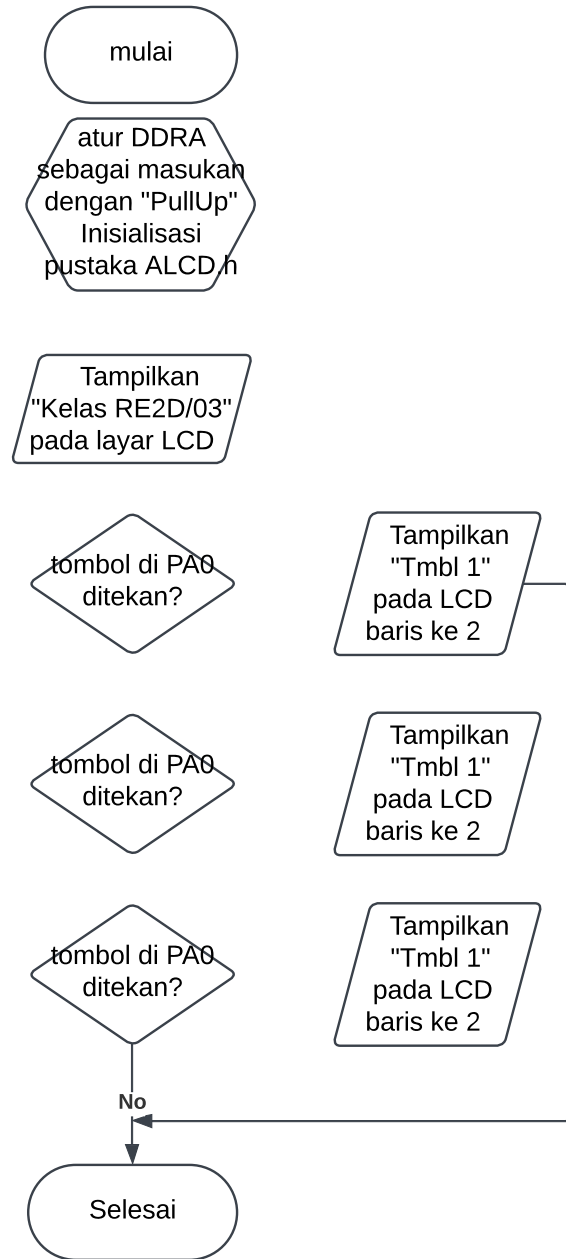 mulai
atur DDRA
sebagai masukan
dengan "PullUp"
Inisialisasi
pustaka ALCD.h
Tampilkan
"Kelas RE2D/03"
pada layar LCD
tombol di PA0
ditekan?
Tampilkan
"Tmbl 1"
pada LCD
baris ke 2
tombol di PA0
ditekan?
Tampilkan
"Tmbl 1"
pada LCD
baris ke 2
tombol di PA0
ditekan?
Tampilkan
"Tmbl 1"
pada LCD
baris ke 2
No
Selesai